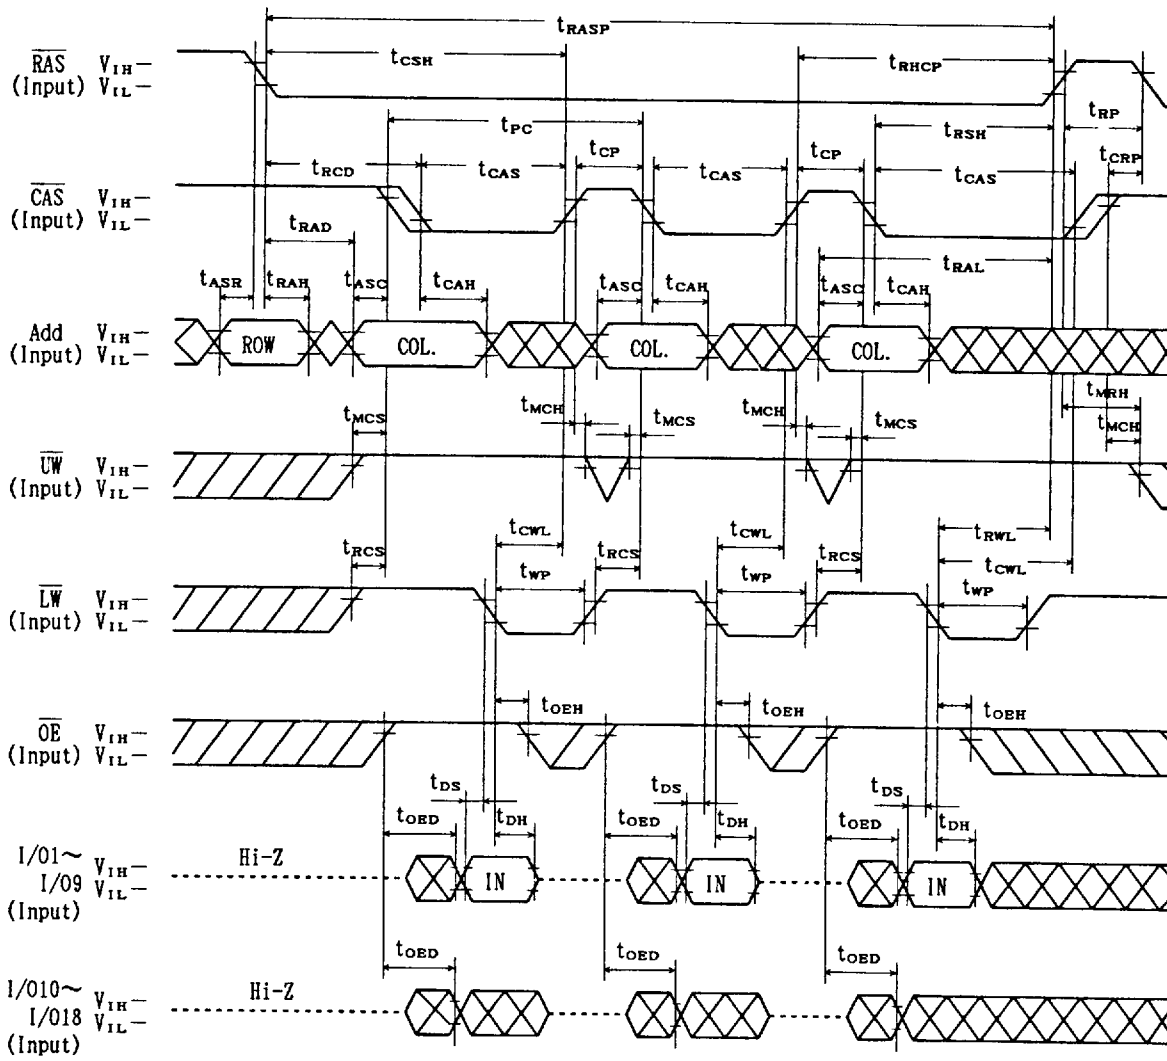 tRASP
tCSH
tRHCP
RAS VIH
(Input) VIL
tRP
tPC
tRSH
tRCD
tCAS
tCP
tCAS
tCP
tCAS
tCRP
CAS VIH
(Input) VIL
tRAD
tRAL
tASR
tRAH
tASC
tCAH
tASC
tCAH
tASC
tCAH
Add VIH
(Input) VIL
ROW
COL.
COL.
COL.
tMRH
tMCS
tMCH
tMCS
tMCH
tMCS
tMCH
UW VIH
(Input) VIL
tCWL
tCWL
tRWL
tRCS
tRCS
tRCS
tCWL
tWP
tWP
tWP
LW VIH
(Input) VIL
tOEH
tOEH
tOEH
OE VIH
(Input) VIL
tDS
tDS
tDS
tOED
tDH
tOED
tDH
tOED
tDH
I/O1~
I/O9
(Input)
VIH
VIL
Hi-Z
IN
IN
IN
tOED
tOED
tOED
I/O10~
I/O18
(Input)
VIH
VIL
Hi-Z